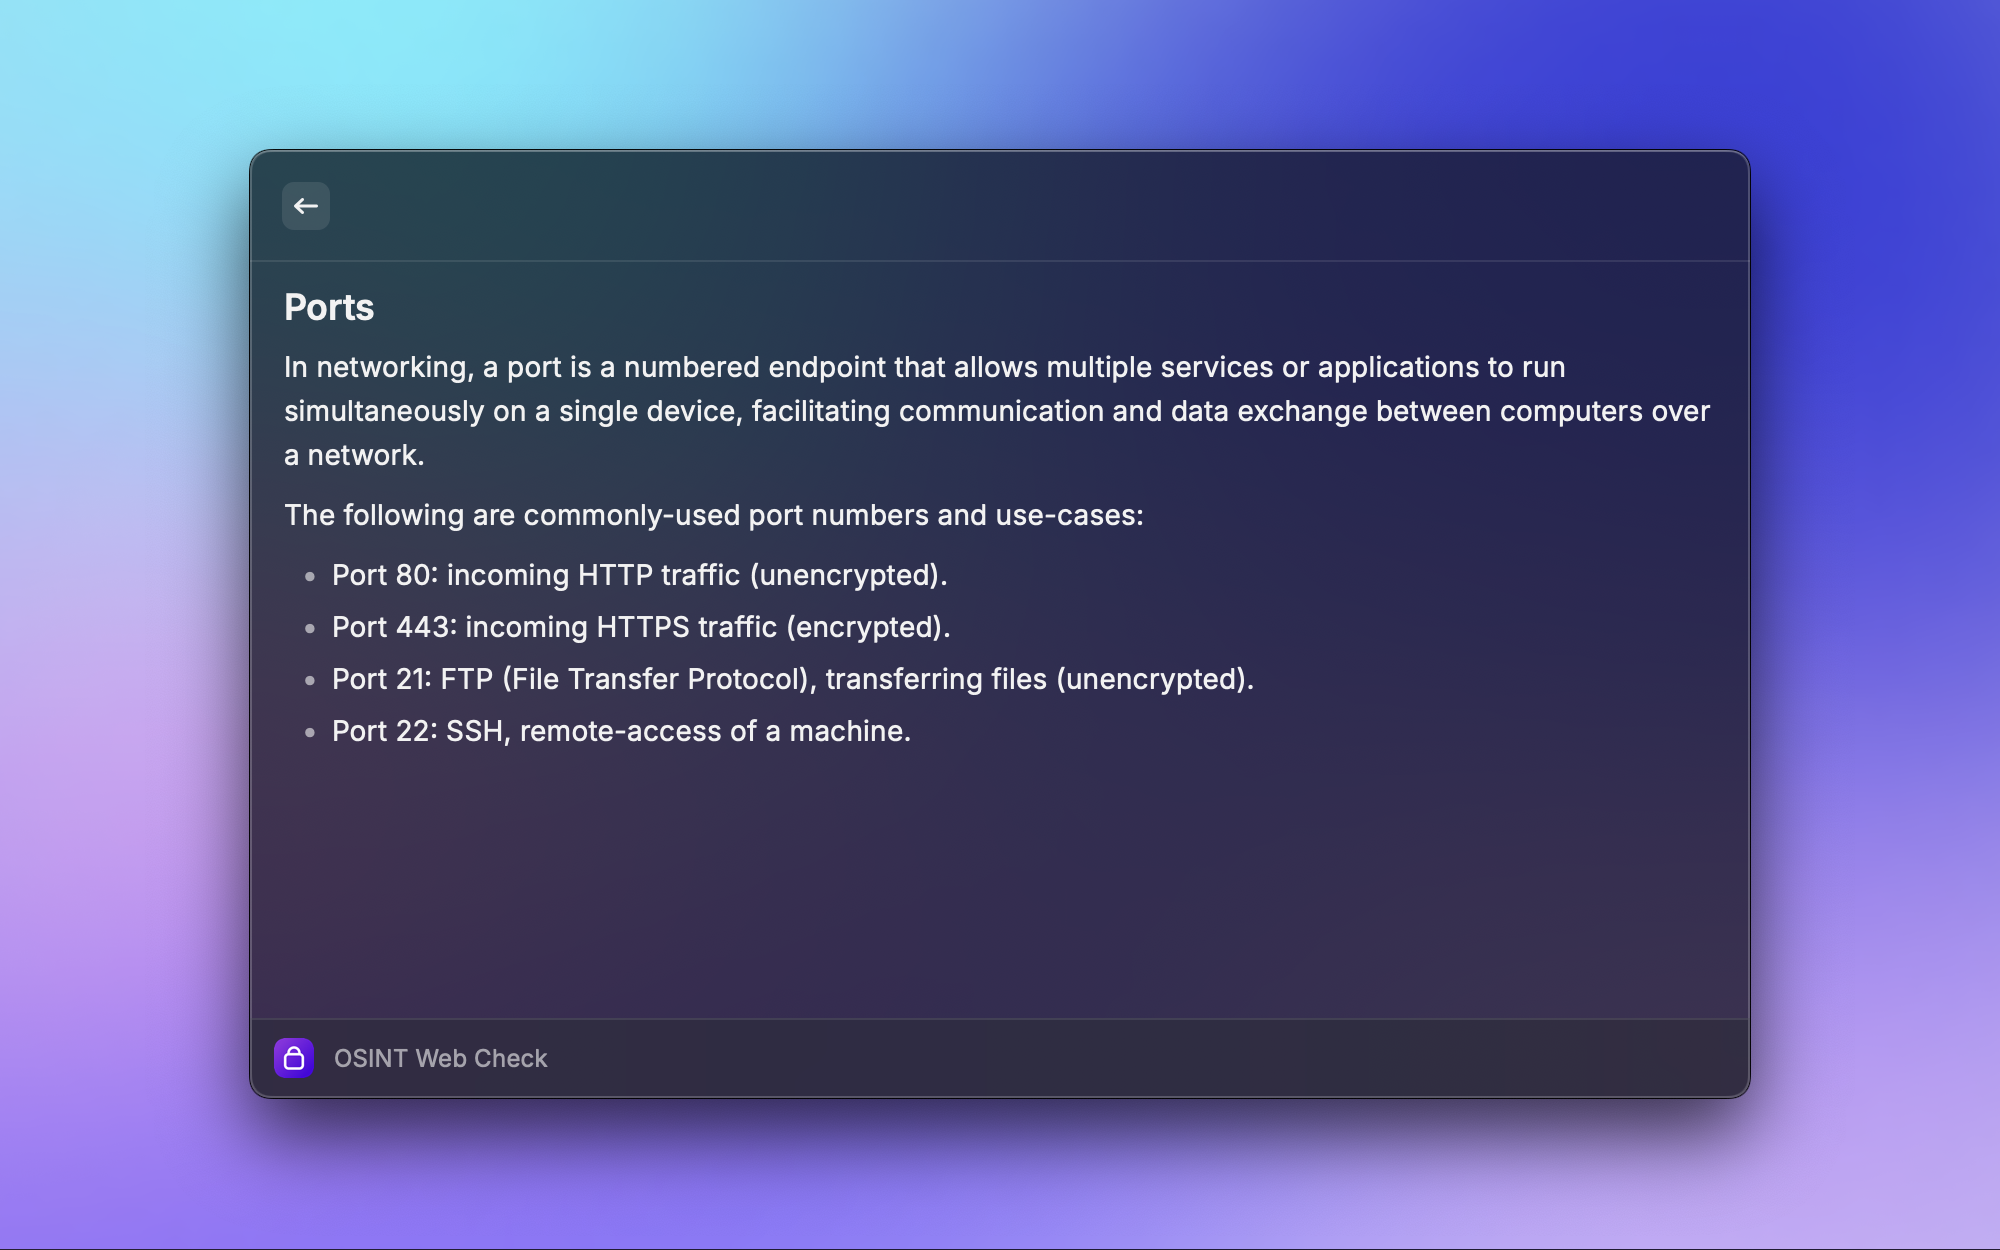 Ports
In networking, a port is a numbered endpoint that allows multiple services or applications to run
simultaneously on a single device, facilitating communication and data exchange between computers over
a network.
The following are commonly-used port numbers and use-cases:
• Port 80: incoming HTTP traffic (unencrypted).
• Port 443: incoming HTTPS traffic (encrypted).
• Port 21: FTP (File Transfer Protocol), transferring files (unencrypted).
• Port 22: SSH, remote-access of a machine.
OSINT Web Check